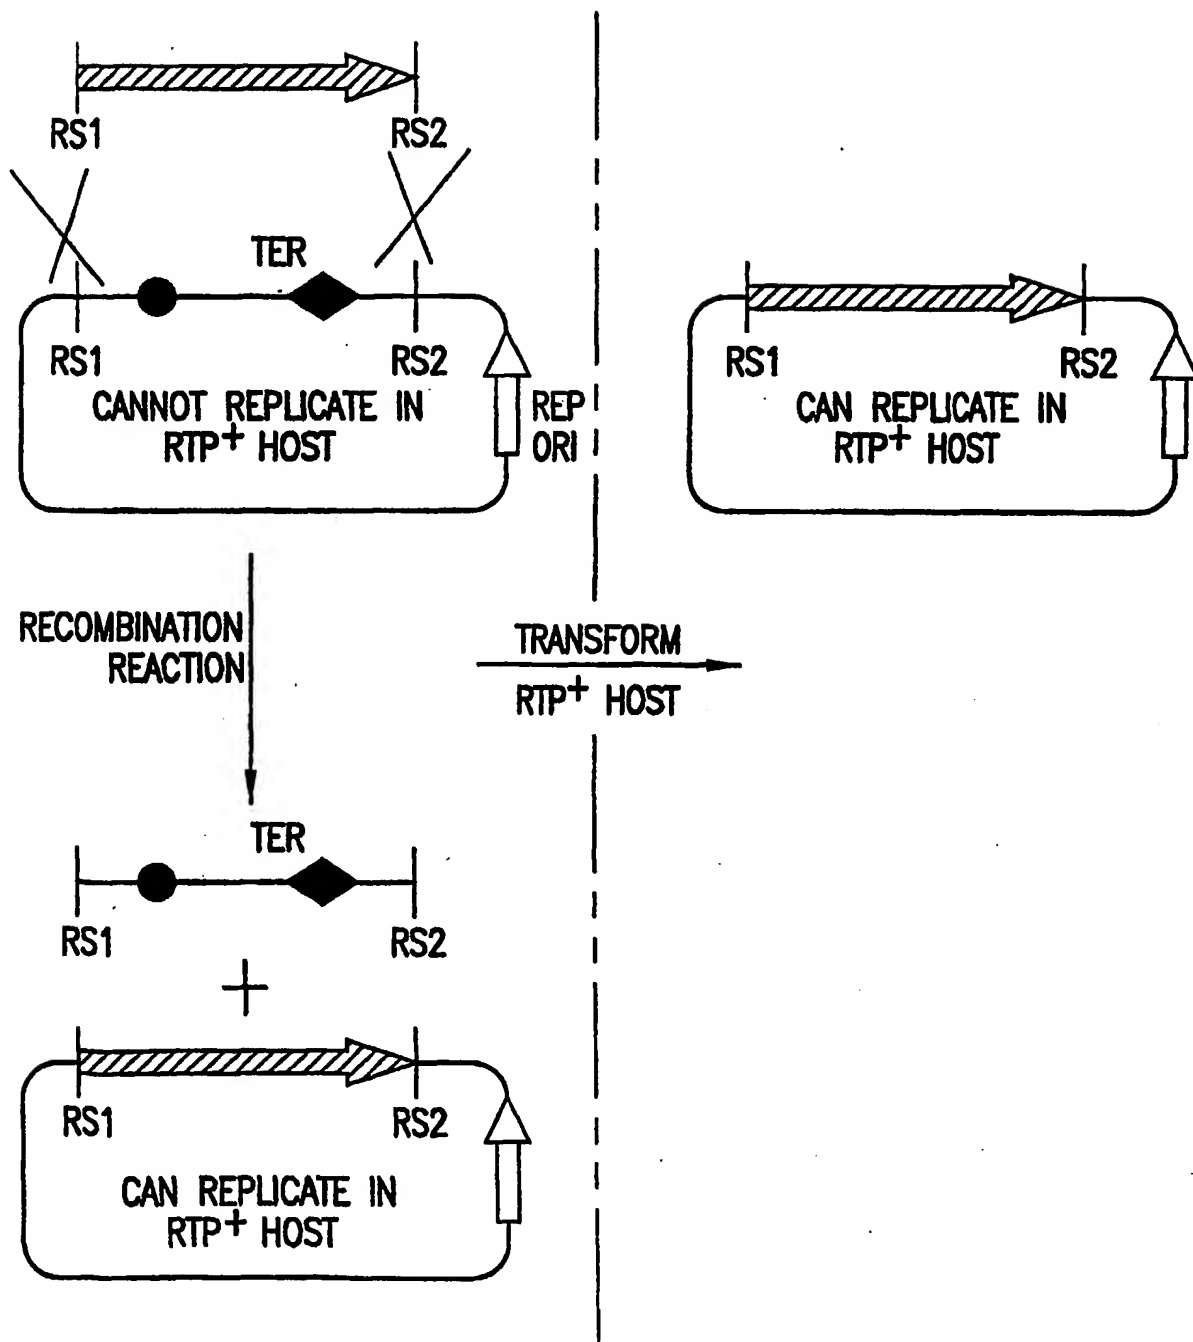 RS1
RS2
TER
RS1
RS2
CANNOT REPLICATE IN
RTP+ HOST
REP
ORI
RS1
RS2
CAN REPLICATE IN
RTP+ HOST
RECOMBINATION
REACTION
TRANSFORM
RTP+ HOST
TER
RS1
RS2
+
RS1
RS2
CAN REPLICATE IN
RTP+ HOST